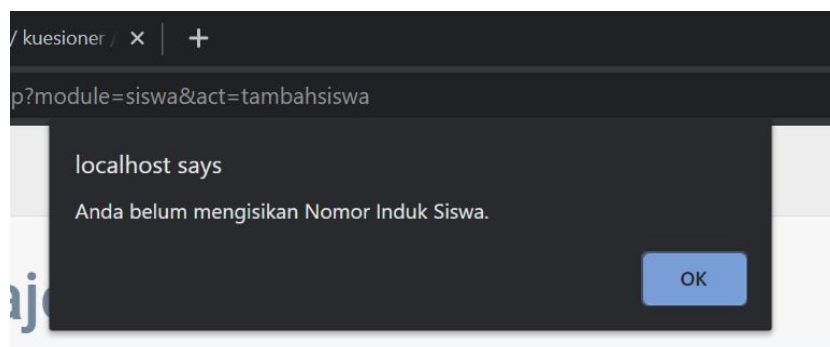 / kuesioner /
p?module=siswa&act=tambahsiswa
localhost says
Anda belum mengisikan Nomor Induk Siswa.
OK